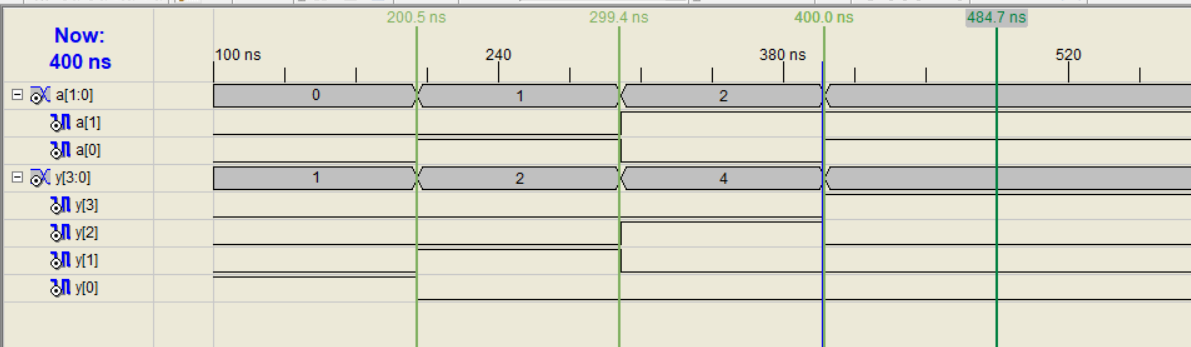 200.5 ns 299.4 ns 400.0 ns 484.7 ns
Now:
400 ns
100 ns 240 380 ns 520
a[1:0] 0 1 2
a[1]
a[0]
y[3:0] 1 2 4
y[3]
y[2]
y[1]
y[0]